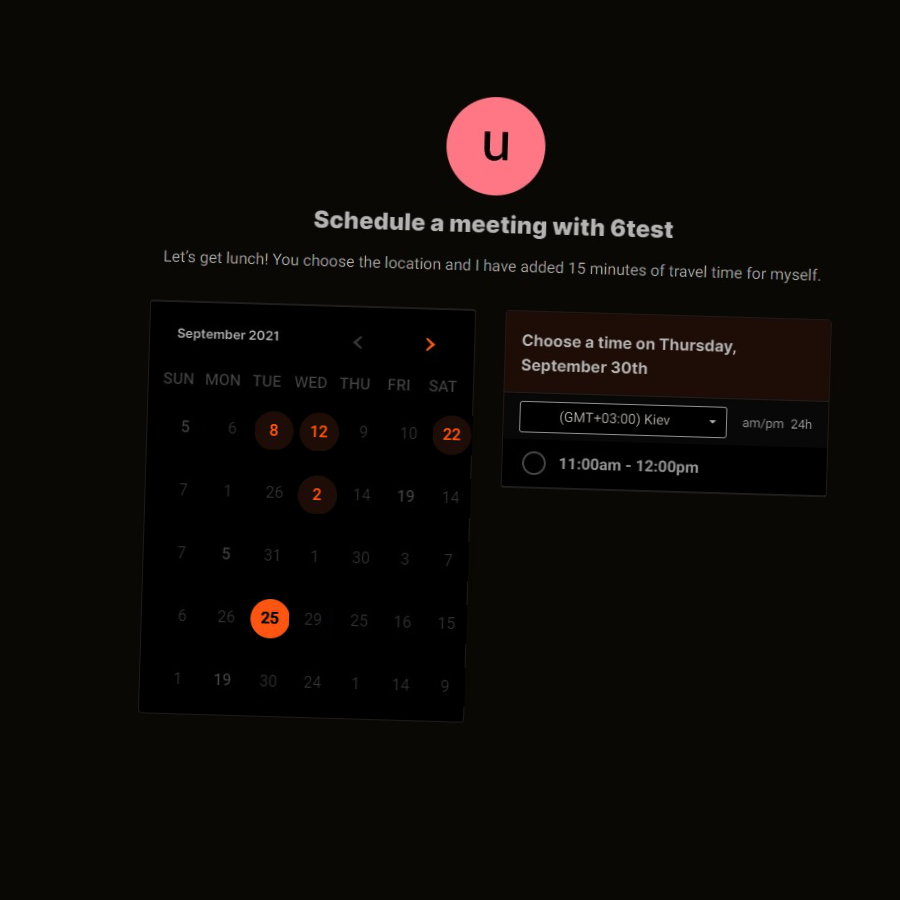 u
Schedule a meeting with 6test
Let's get lunch! You choose the location and I have added 15 minutes of travel time for myself.
September 2021
SUN MON TUE WED THU FRI SAT
5 6 8 12 9 10 22
7 1 26 2 14 19 14
7 5 31 1 30 3 7
6 26 25 29 25 16 15
1 19 30 24 1 14 9
Choose a time on Thursday,
September 30th
(GMT+03:00) Kiev am/pm 24h
11:00am - 12:00pm